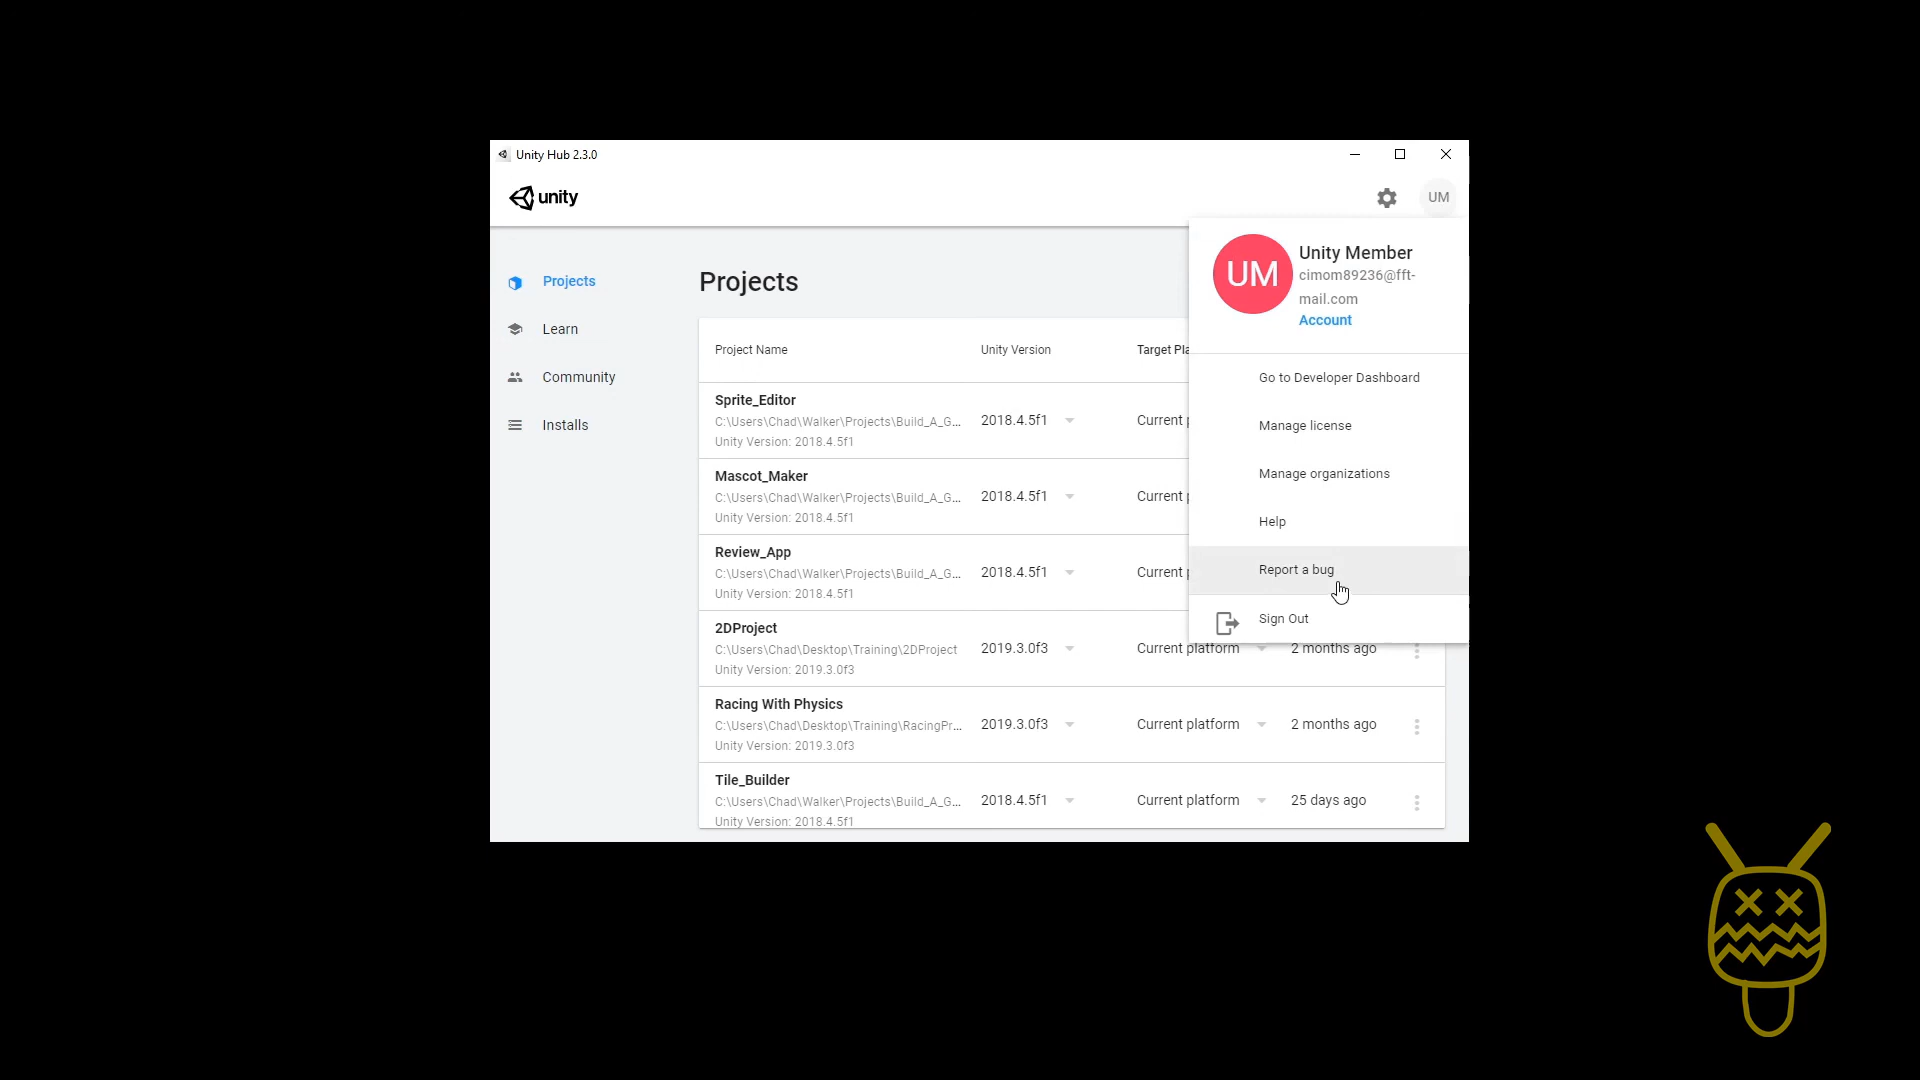 Unity Hub 2.3.0
unity
UM
Projects
Learn
Community
Installs
Projects
Project Name Unity Version Target Pla
Sprite_Editor
C:\Users\Chad\Walker\Projects\Build_A_G...
Unity Version: 2018.4.5f1
2018.4.5f1 Current p
Mascot_Maker
C:\Users\Chad\Walker\Projects\Build_A_G...
Unity Version: 2018.4.5f1
2018.4.5f1 Current p
Review_App
C:\Users\Chad\Walker\Projects\Build_A_G...
Unity Version: 2018.4.5f1
2018.4.5f1 Current p
2DProject
C:\Users\Chad\Desktop\Training\2DProject
Unity Version: 2019.3.0f3
2019.3.0f3 Current platform 2 months ago
Racing With Physics
C:\Users\Chad\Desktop\Training\RacingPr...
Unity Version: 2019.3.0f3
2019.3.0f3 Current platform 2 months ago
Tile_Builder
C:\Users\Chad\Walker\Projects\Build_A_G...
Unity Version: 2018.4.5f1
2018.4.5f1 Current platform 25 days ago
UM
Unity Member
cimom89236@fft-
mail.com
Account
Go to Developer Dashboard
Manage license
Manage organizations
Help
Report a bug
Sign Out